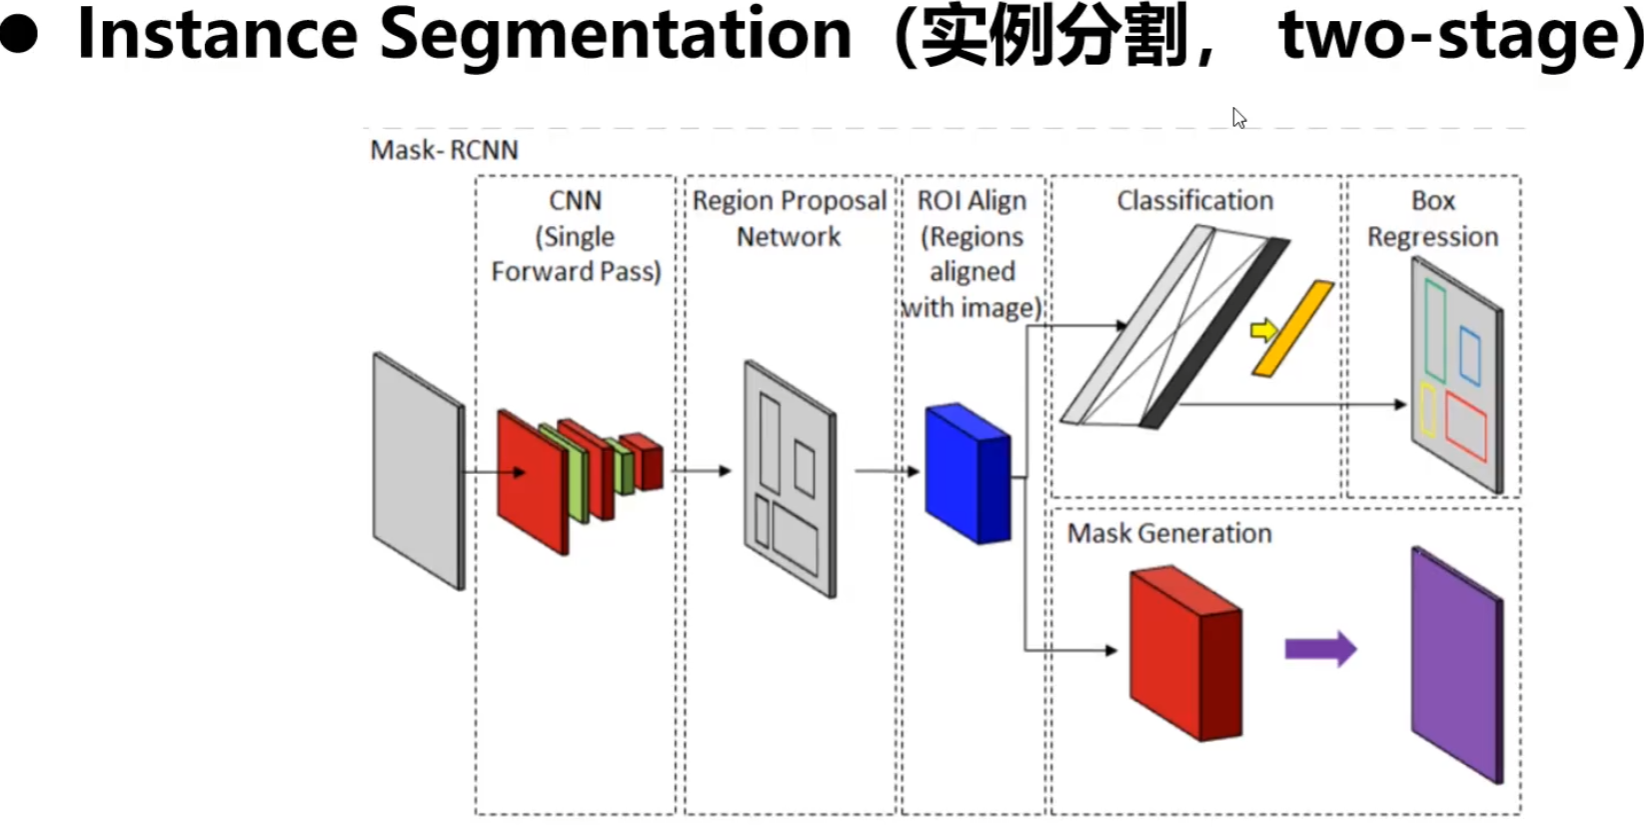 ● Instance Segmentation（实例分割， two-stage）
Mask- RCNN
CNN
(Single
Forward Pass)
Region Proposal
Network
ROI Align
(Regions
aligned
with image)
Classification
Box
Regression
Mask Generation